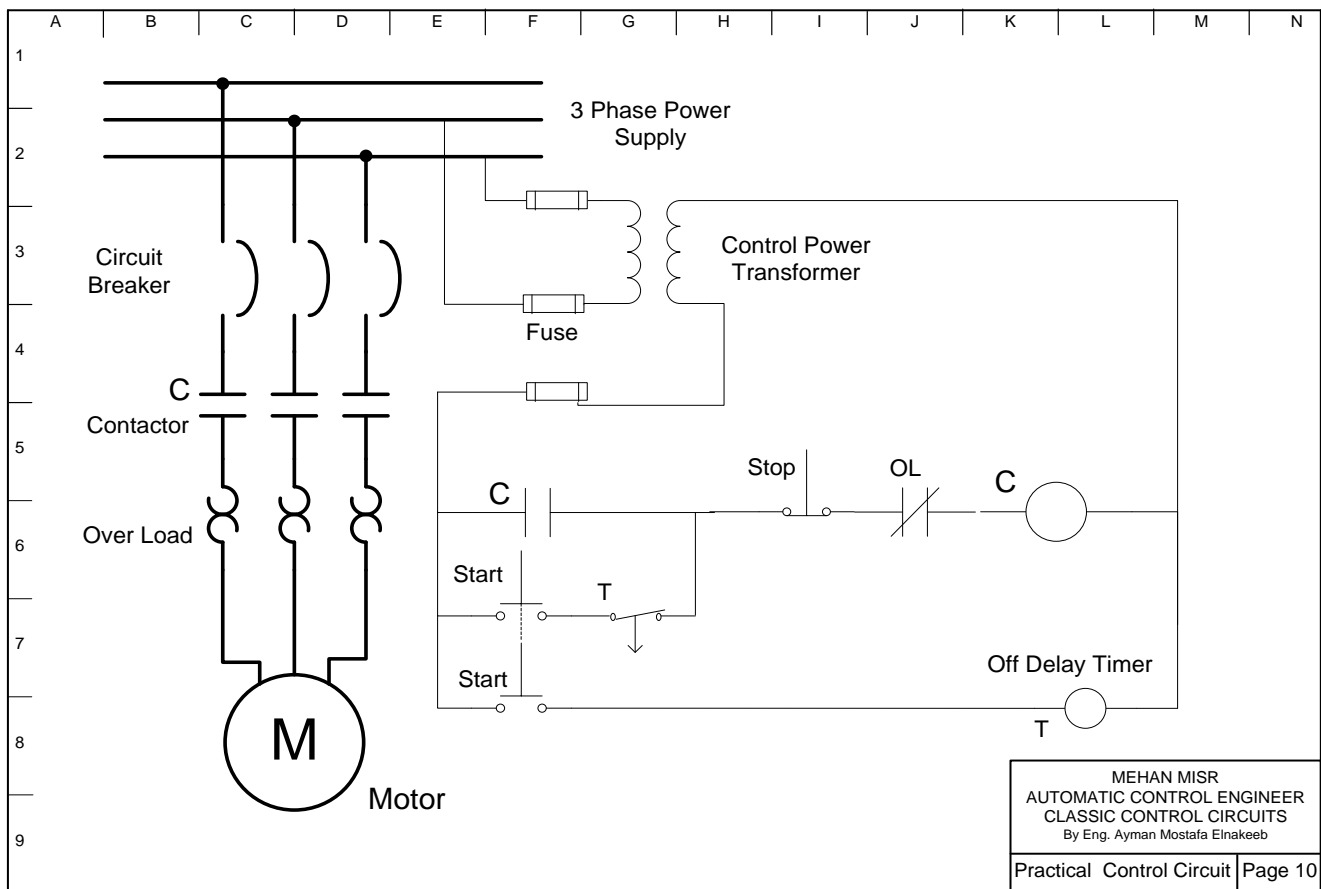 A B C D E F G H I J K L M N
1
2
3
4
5
6
7
8
9
3 Phase Power
Supply
Circuit
Breaker
Control Power
Transformer
Fuse
C
Contactor
Over Load
Stop
OL
C
C
Start
T
Start
Off Delay Timer
T
M
Motor
MEHAN MISR
AUTOMATIC CONTROL ENGINEER
CLASSIC CONTROL CIRCUITS
By Eng. Ayman Mostafa Elnakeeb
Practical Control Circuit
Page 10